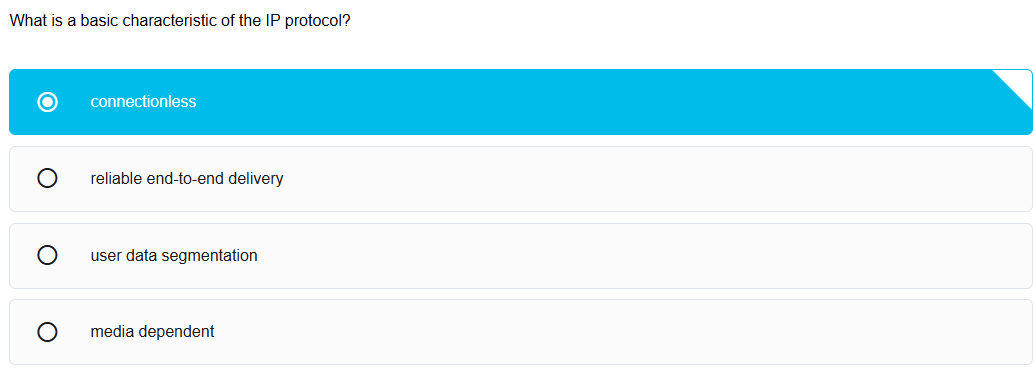 What is a basic characteristic of the IP protocol?
connectionless
reliable end-to-end delivery
user data segmentation
media dependent